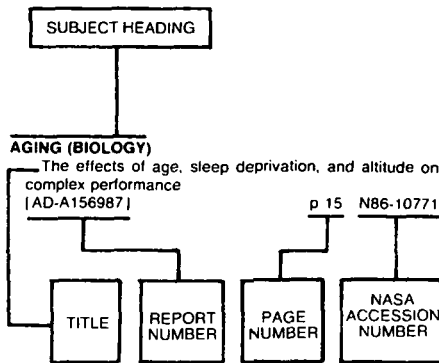 SUBJECT HEADING
AGING (BIOLOGY)
The effects of age, sleep deprivation, and altitude on
complex performance
[AD-A156987] p 15 N86-10771
TITLE
REPORT
NUMBER
PAGE
NUMBER
NASA
ACCESSION
NUMBER